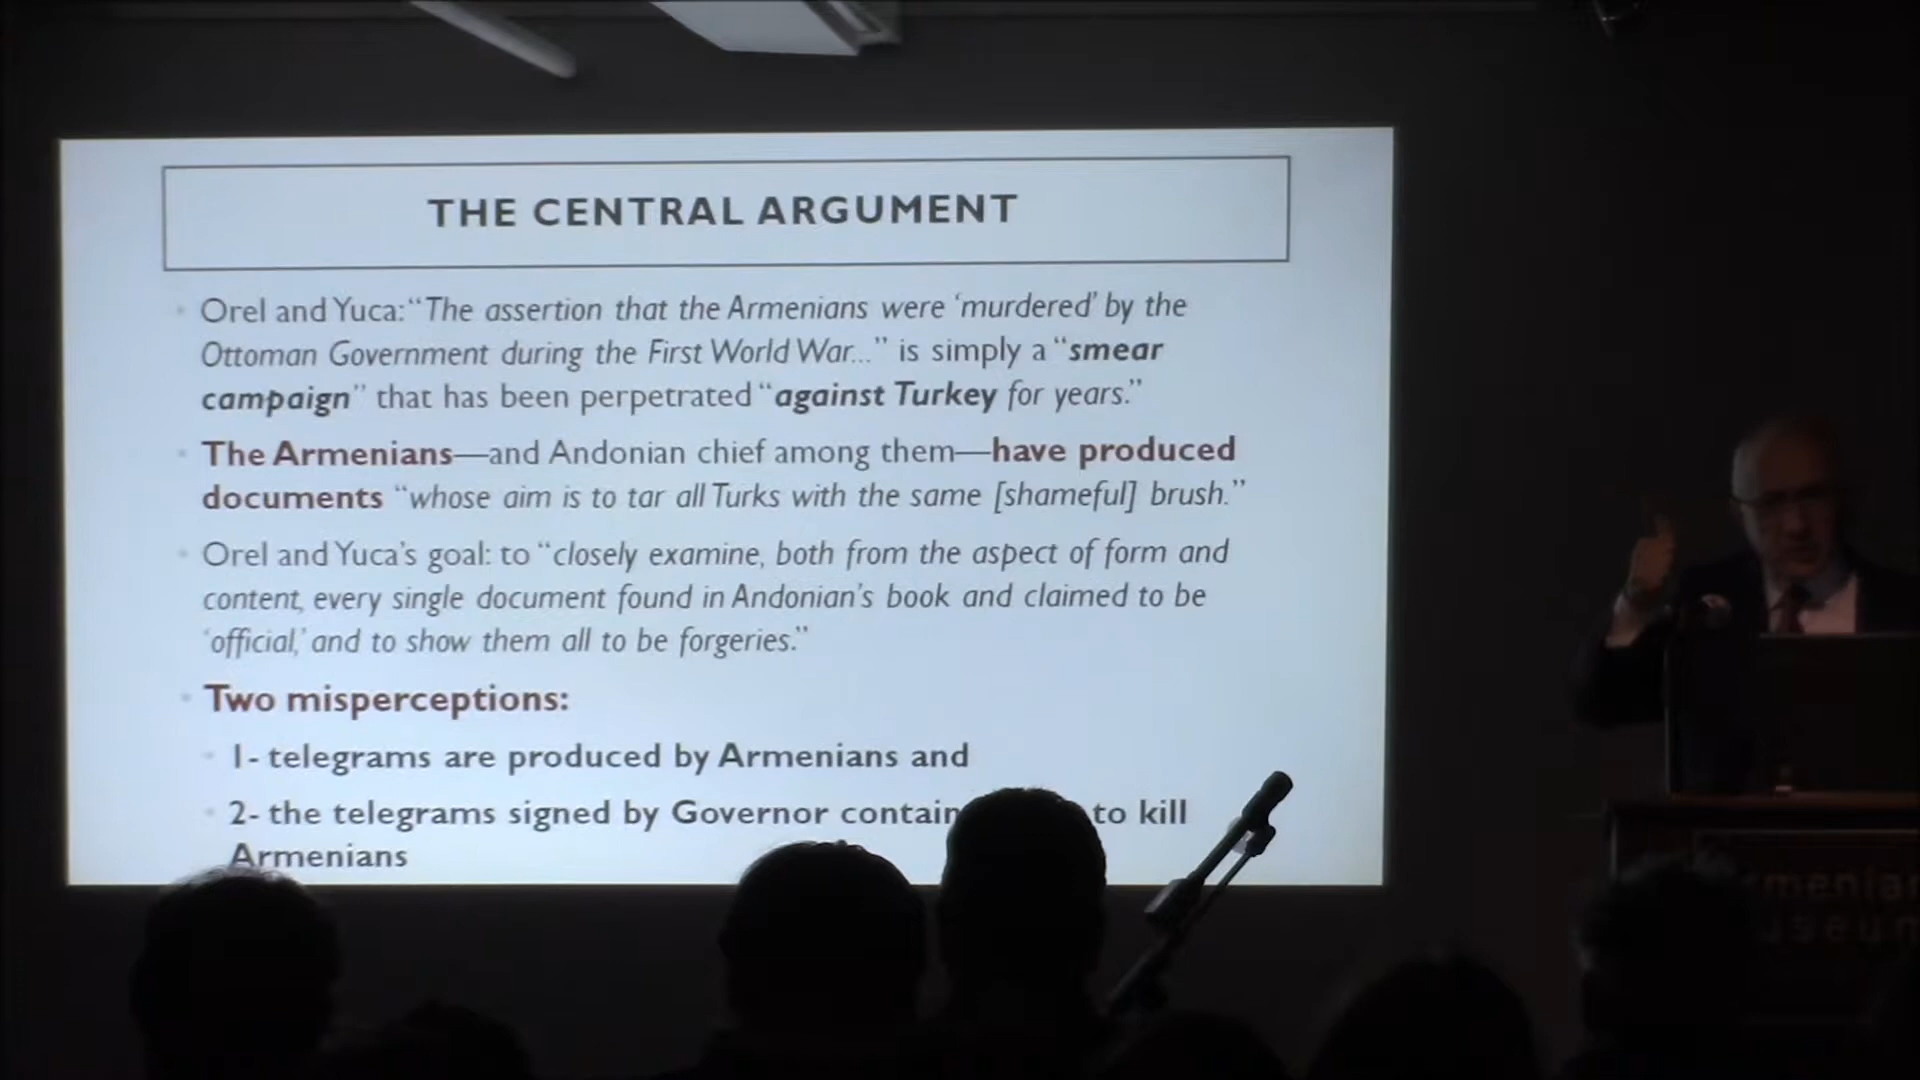 THE CENTRAL ARGUMENT
Orel and Yuca: “The assertion that the Armenians were ‘murdered’ by the
Ottoman Government during the First World War...” is simply a “smear
campaign” that has been perpetrated “against Turkey for years.”
The Armenians—and Andonian chief among them—have produced
documents “whose aim is to tar all Turks with the same [shameful] brush.”
Orel and Yuca’s goal: to “closely examine, both from the aspect of form and
content, every single document found in Andonian’s book and claimed to be
‘official,’ and to show them all to be forgeries.”
Two misperceptions:
1- telegrams are produced by Armenians and
2- the telegrams signed by Governor contain to kill
Armenians